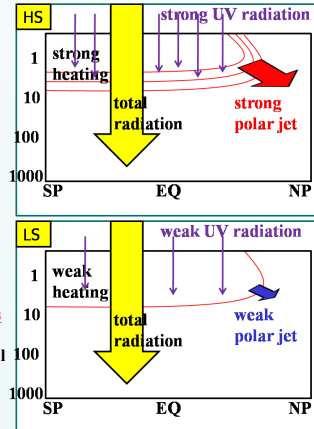 HS
strong UV radiation
1
strong
heating
10
total
radiation
strong
polar jet
100
1000
SP
EQ
NP
LS
weak UV radiation
1
weak
heating
s
10
total
radiation
weak
polar jet
l
100
1000
SP
EQ
NP